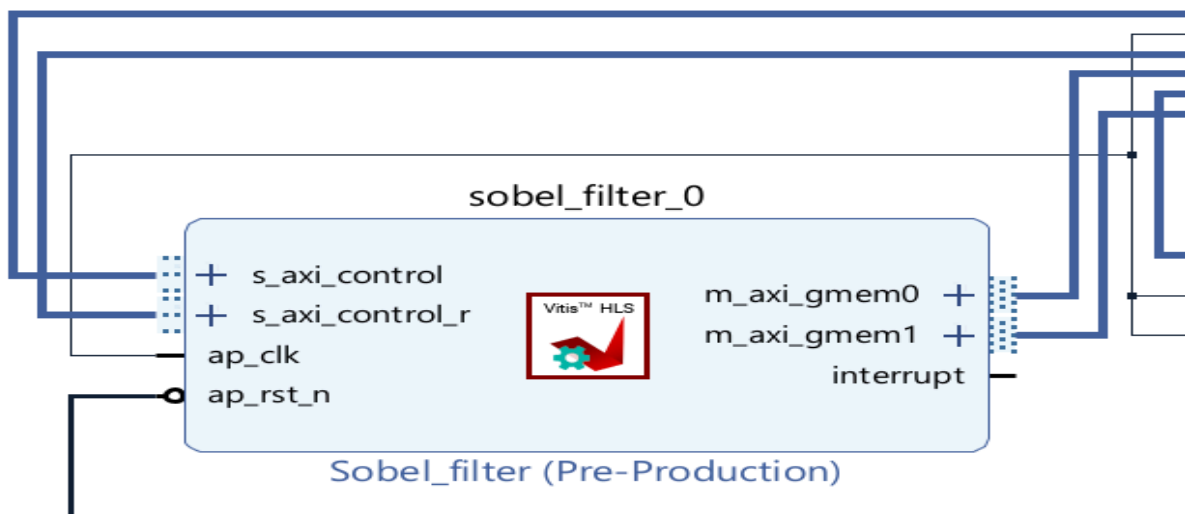 sobel_filter_0
s_axi_control
s_axi_control_r
ap_clk
ap_rst_n
Vitis™ HLS
m_axi_gmem0
m_axi_gmem1
interrupt
Sobel_filter (Pre-Production)